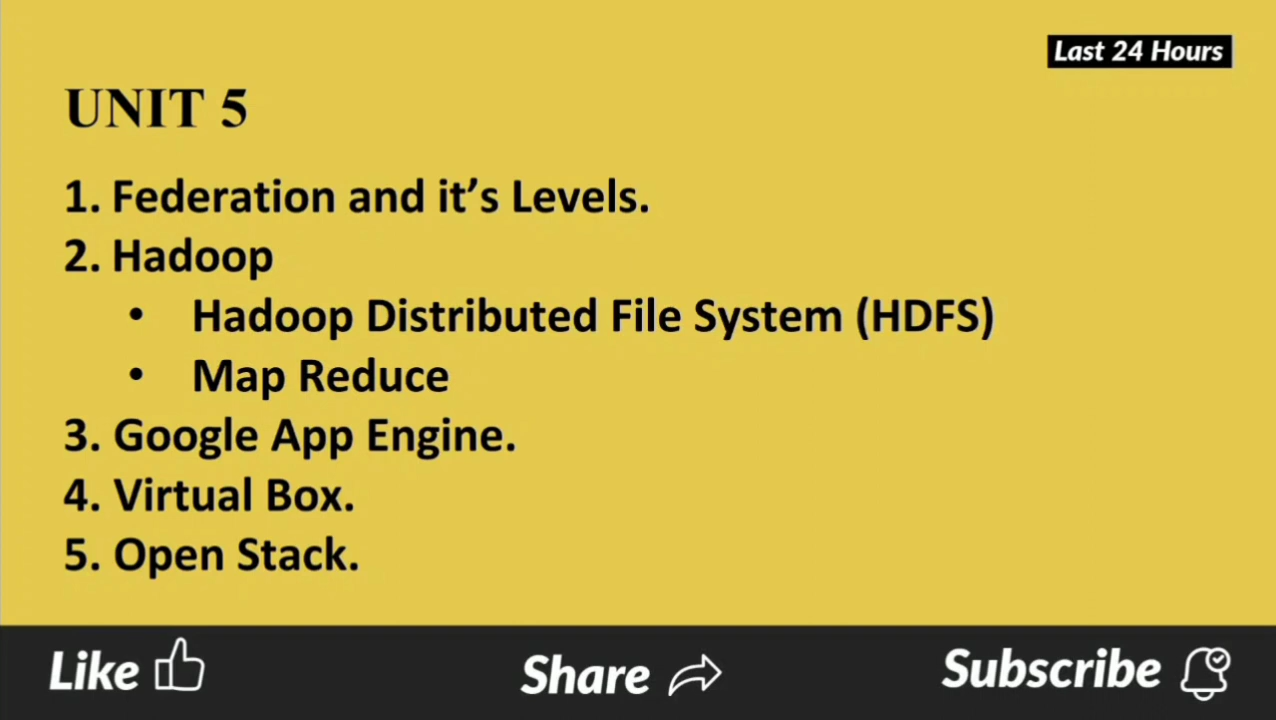 Last 24 Hours
UNIT 5
1. Federation and it’s Levels.
2. Hadoop
• Hadoop Distributed File System (HDFS)
• Map Reduce
3. Google App Engine.
4. Virtual Box.
5. Open Stack.
Like Share Subscribe